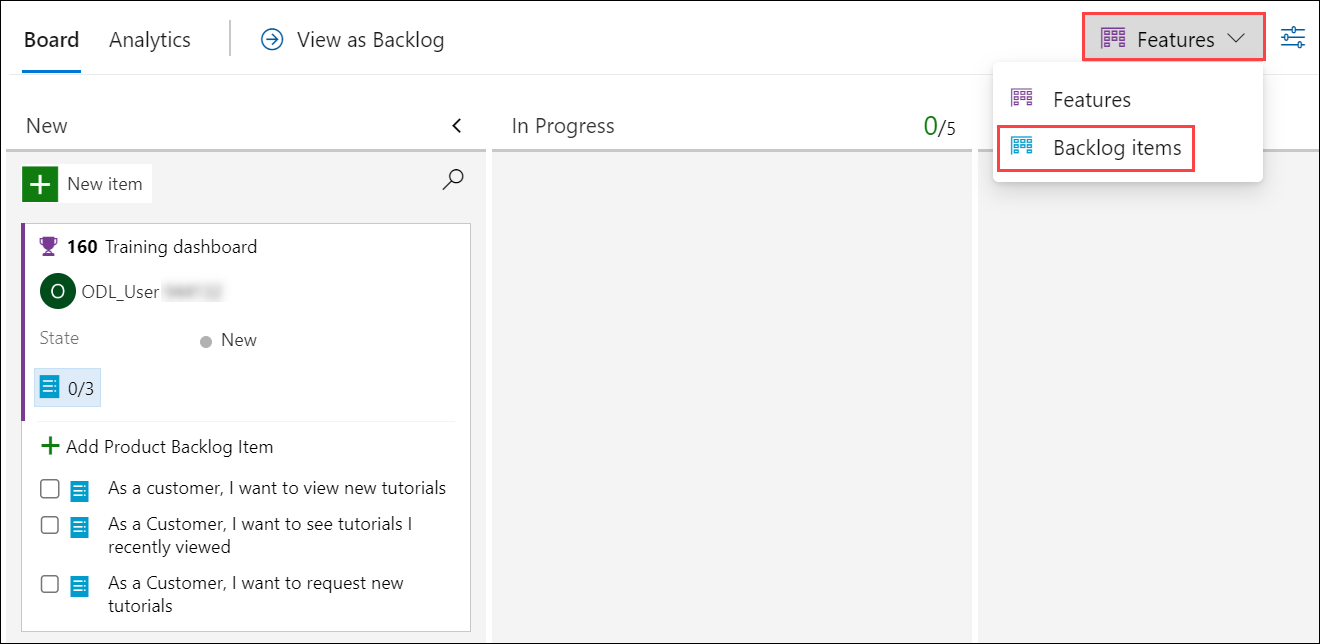 Board Analytics View as Backlog Features
Features
Backlog items
New In Progress 0/5
New item
160 Training dashboard
O ODL_User
State New
0/3
Add Product Backlog Item
As a customer, I want to view new tutorials
As a Customer, I want to see tutorials I
recently viewed
As a Customer, I want to request new
tutorials